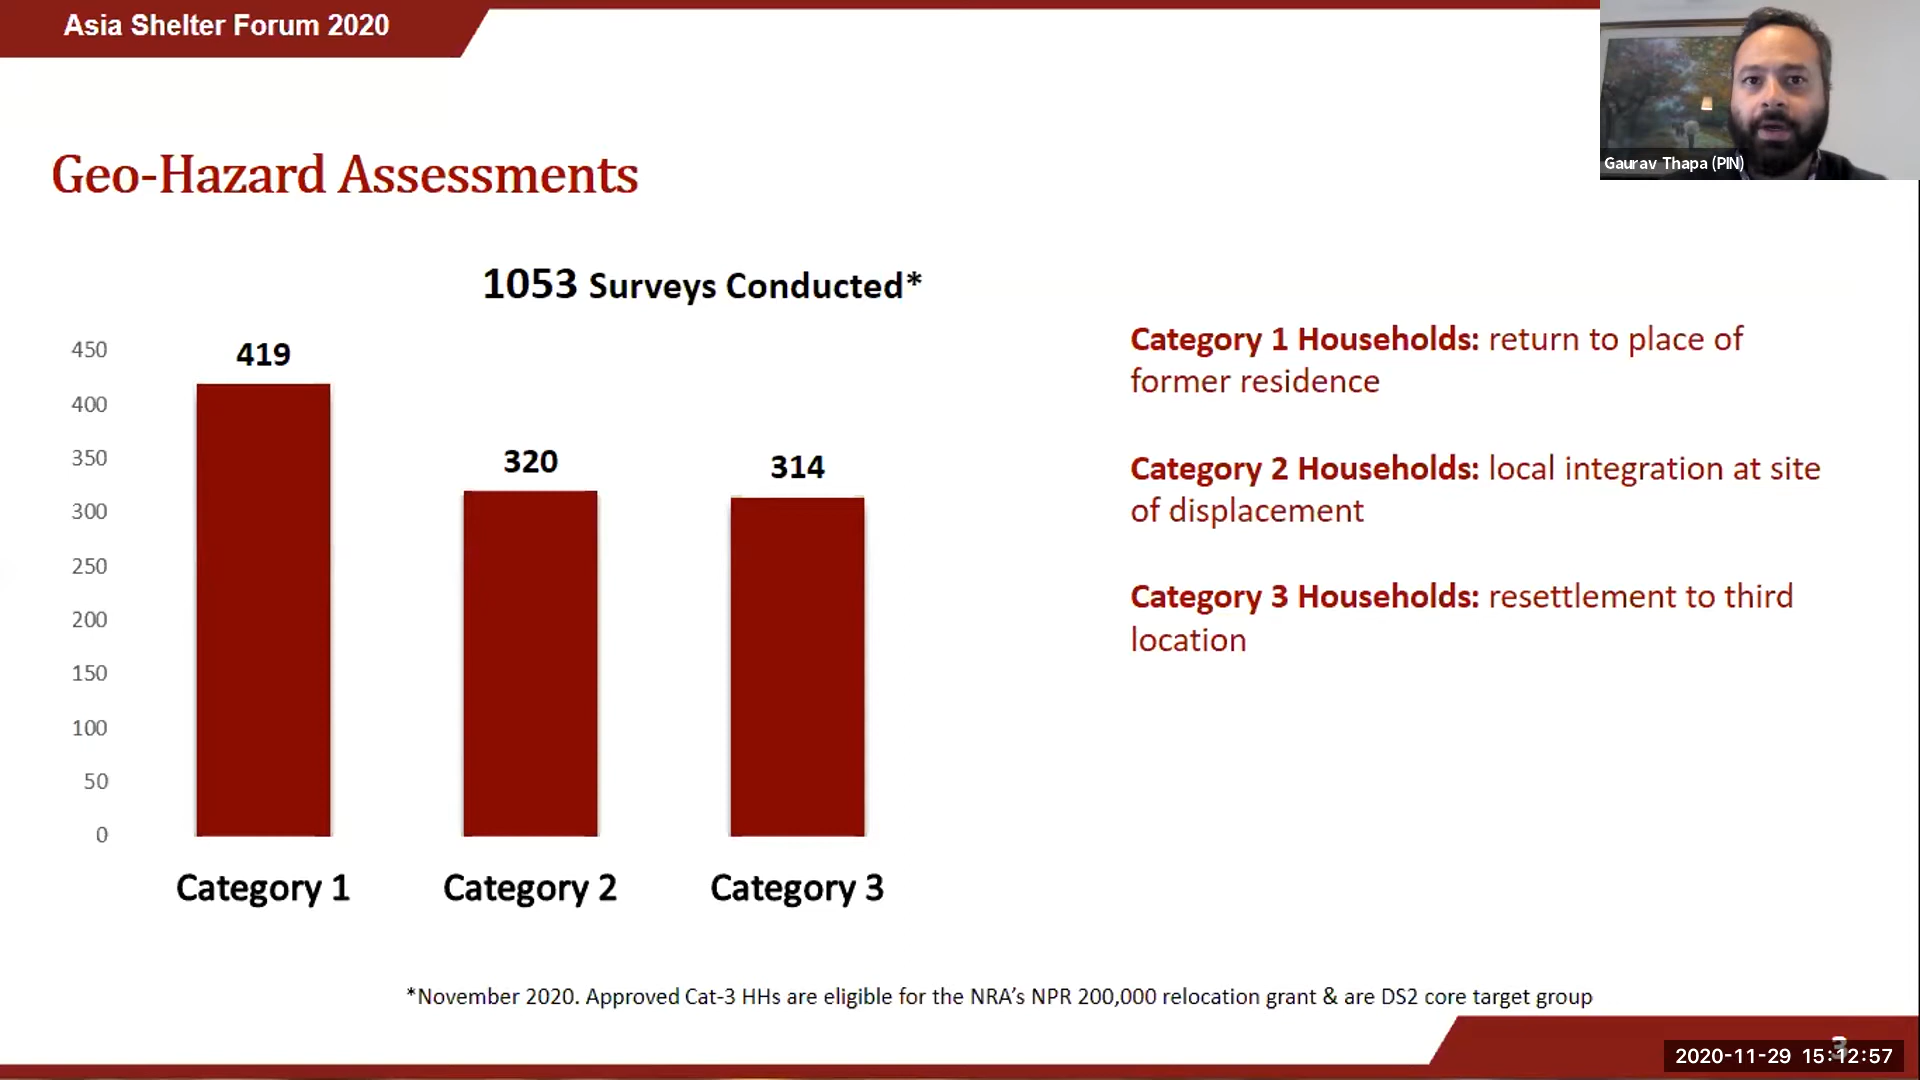 Asia Shelter Forum 2020
Gaurav Thapa (PIN)
Geo-Hazard Assessments
1053 Surveys Conducted*
450
400
350
300
250
200
150
100
50
0
419
320
314
Category 1
Category 2
Category 3
Category 1 Households: return to place of
former residence
Category 2 Households: local integration at site
of displacement
Category 3 Households: resettlement to third
location
*November 2020. Approved Cat-3 HHs are eligible for the NRA’s NPR 200,000 relocation grant & are DS2 core target group
3
2020-11-29 15:12:57